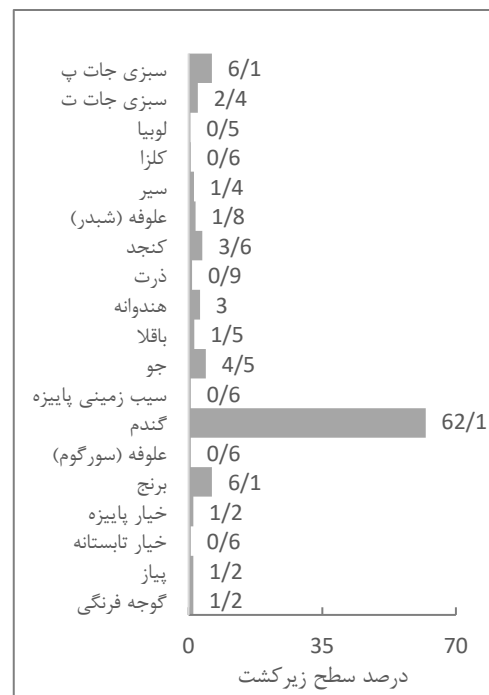 سبزی جات پ 6/1
سبزی جات ت 2/4
لوبیا 0/5
کلزا 0/6
سیر 1/4
علوفه (شبدر) 1/8
کنجد 3/6
ذرت 0/9
هندوانه 3
باقلا 1/5
جو 4/5
سیب زمینی پاییزه 0/6
گندم 62/1
علوفه (سورگوم) 0/6
برنج 6/1
خیار پاییزه 1/2
خیار تابستانه 0/6
پیاز 1/2
گوجه فرنگی 1/2
0 35 70
درصد سطح زیرکشت